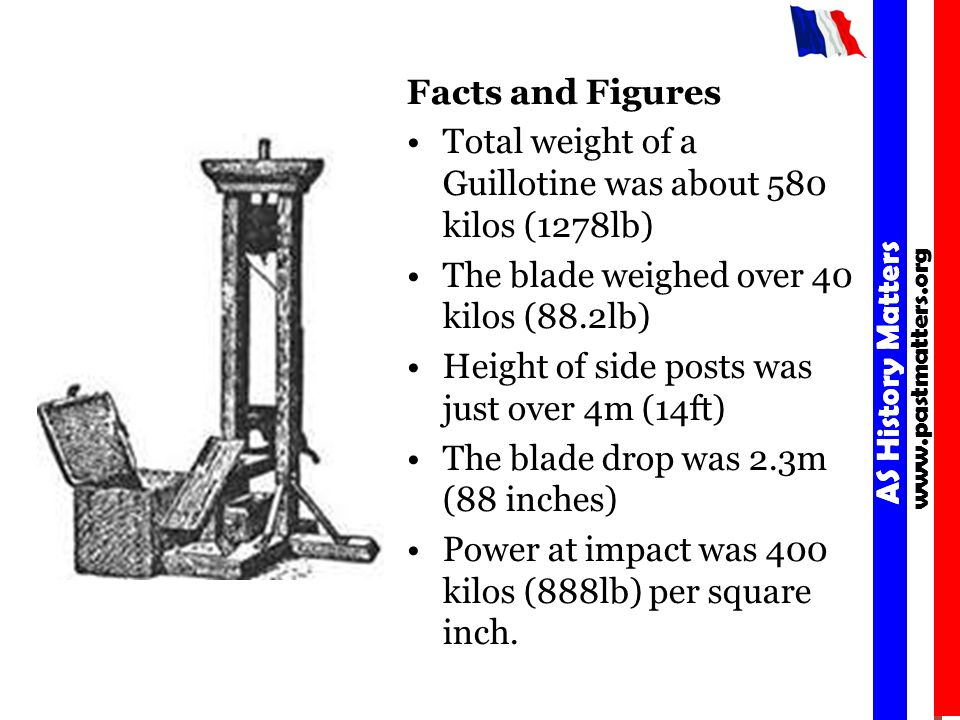 Facts and Figures
• Total weight of a
Guillotine was about 580
kilos (1278lb)
• The blade weighed over 40
kilos (88.2lb)
• Height of side posts was
just over 4m (14ft)
• The blade drop was 2.3m
(88 inches)
• Power at impact was 400
kilos (888lb) per square
inch.
AS History Matters
www.pastmatters.org